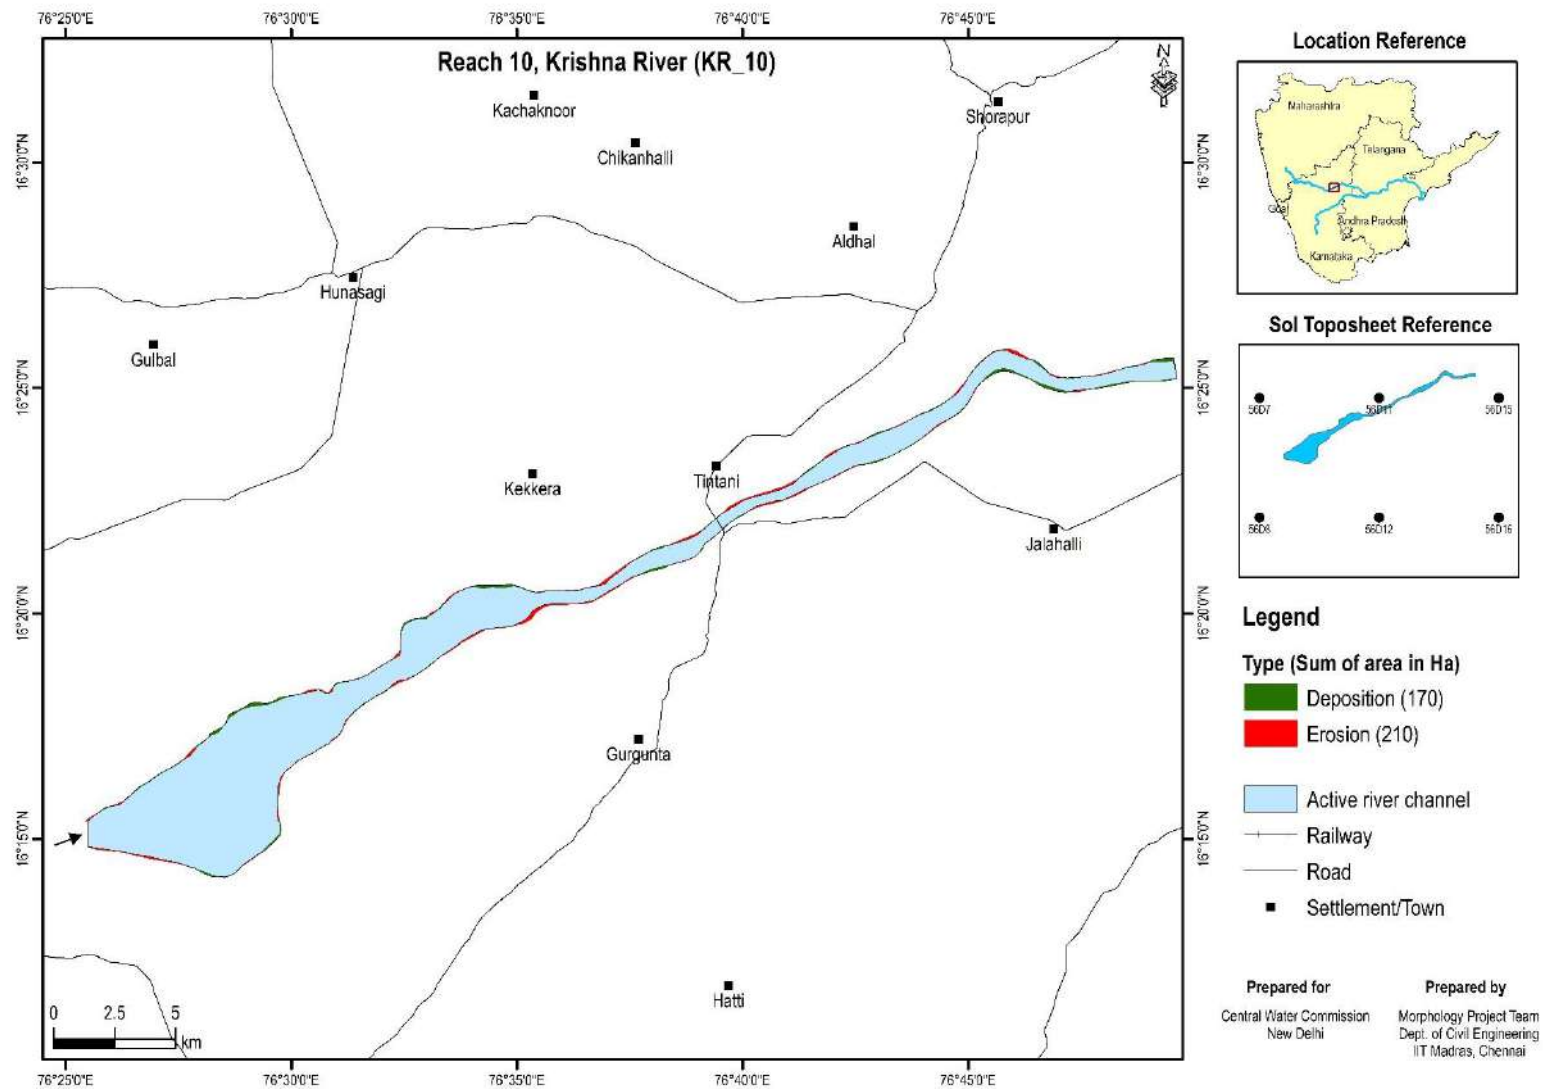 76°25'0"E
76°30'0"E
76°35'0"E
76°40'0"E
76°45'0"E
Reach 10, Krishna River (KR_10)
N
Kachaknoor
Shorapur
Chikanhalli
16°30'0"N
16°30'0"N
Aldhal
Hunasagi
Gulbal
16°25'0"N
16°25'0"N
Kekkera
Tintani
Jalahalli
16°20'0"N
16°20'0"N
Gurgunta
16°15'0"N
16°15'0"N
Hatti
0 2.5 5
km
76°25'0"E
76°30'0"E
76°35'0"E
76°40'0"E
76°45'0"E
Location Reference
Maharashtra
Telangana
Goa
Andhra Pradesh
Karnataka
SoI Toposheet Reference
56D7
56D11
56D15
56D8
56D12
56D16
Legend
Type (Sum of area in Ha)
Deposition (170)
Erosion (210)
Active river channel
Railway
Road
Settlement/Town
Prepared for
Central Water Commission
New Delhi
Prepared by
Morphology Project Team
Dept. of Civil Engineering
IIT Madras, Chennai